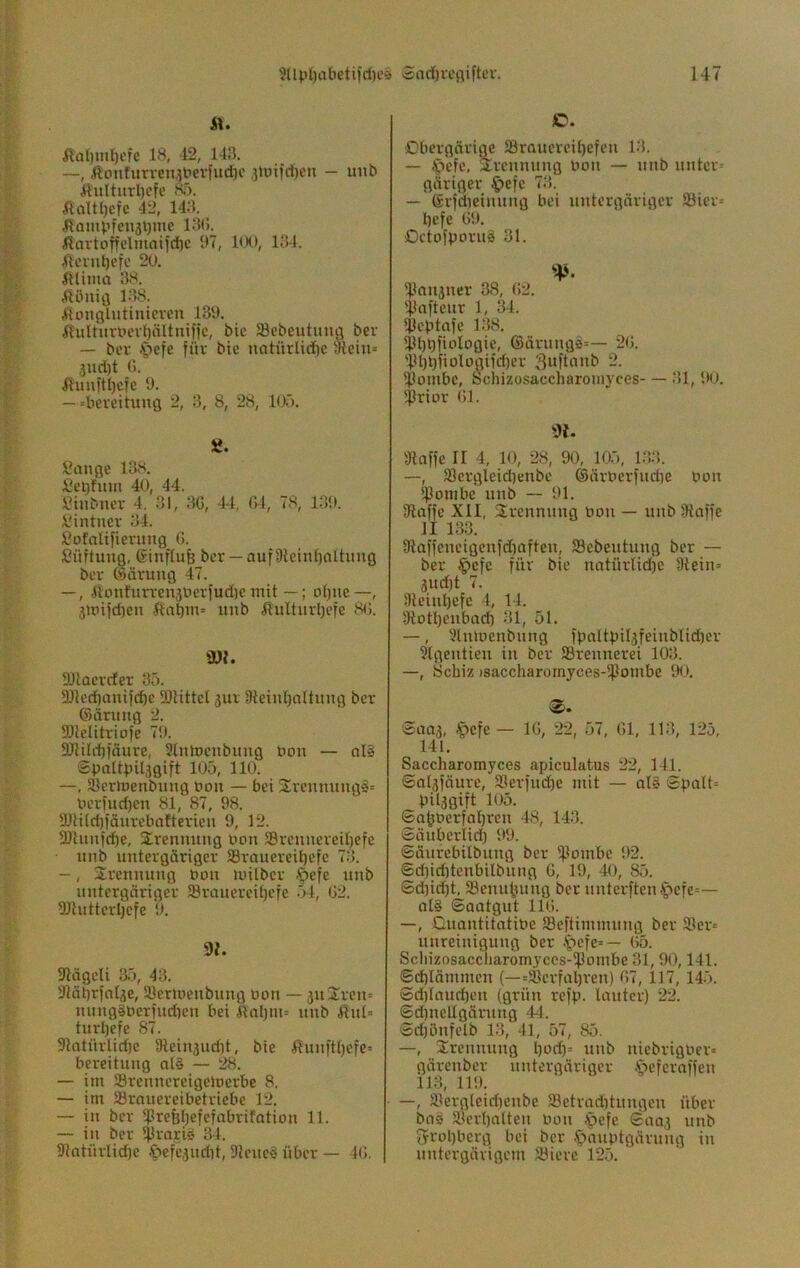 Alphabetisches Sachregister. 147
K.
Kahmhefe 18, 42, 143.
—, Konkurrenzversuche zwischen — und
Kulturhefe 85.
Kalthefe 42, 143.
Kampfenzyme 136.
Kartoffelmaische 97, 100, 134.
Kernhefe 20.
Klima 38.
König 138.
Konglutinieren 139.
Kulturverhältnisse, die Bedeutung der
— der Hefe für die natürliche Rein-
zucht 6.
Kunsthefe 9.
— -bereitung 2, 3, 8, 28, 105.
L.
Lange 138.
Leykum 40, 44.
Lindner 4, 31, 36, 44, 64, 78, 139.
Lintner 34.
Lokalisierung 6.
Lüftung, Einfluß der — auf Reinhaltung
der Gärung 47.
—, Konkurrenzversuche mit —; ohne —,
zwischen Kahm- und Kulturhefe 86.
M.
Maercker 35.
Mechanische Mittel zur Reinhaltung der
Gärung 2.
Melitriose 79.
Milchsäure, Anwendung von — als
Spaltpilzgift 105, 110.
—, Verwendung von — bei Trennungs-
versuchen 81, 87, 98.
Milchsäurebakterien 9, 12.
Munsche, Trennung von Brennereihefe
und untergäriger Brauereihefe 73.
—, Trennung von wilder Hefe und
untergäriger Brauereihefe 54, 62.
Mutterhefe 9.
N.
Nägeli 35, 43.
Nährsalze, Verwendung von — zu Tren-
nungsversuchen bei Kahm- und Kul-
turhefe 87.
Natürliche Reinzucht, die Kunsthefe-
bereitung als — 28.
— im Brennereigewerbe 8.
— im Brauereibetriebe 12.
— in der Preßhefefabrikation 11.
— in der Praxis 34.
Natürliche Hefezucht, Neues über — 46.
O.
Obergärige Brauereihefen 13.
— Hefe, Trennung von — und unter-
gäriger Hefe 73.
— Erscheinung bei untergäriger Bier-
hefe 69.
Octosporus 31.
P.
Panzner 38, 62.
Pasteur 1, 34.
Peptase 138.
Physiologie, Gärungs-— 26.
Physiologischer Zustand 2.
Pombe, Schizosaccharomyces- — 31, 90.
Prior 61.
R.
Rasse II 4, 10, 28, 90, 105, 133.
—, Vergleichende Gärversuche von
Pombe und — 91.
Rasse XII, Trennung von — und Rasse
II 133.
Rasseneigenschaften, Bedeutung der —
der Hefe für die natürliche Rein-
zucht 7.
Reinhefe 4, 14.
Rothenbach 31, 51.
—, Anwendung spaltpilzfeindlicher
Agentien in der Brennerei 103.
—, Schizosaccharomyces-Pombe 90.
S.
Saaz, Hefe — 16, 22, 57, 61, 113, 125,
141.
Saccharomyces apiculatus 22, 141.
Salzsäure, Versuche mit — als Spalt-
pilzgift 105.
Satzverfahren 48, 143.
Säuberlich 99.
Säurebildung der Pombe 92.
Schichtenbildung 6, 19, 40, 85.
Schicht, Benutzung der untersten Hefe-—
als Saatgut 116.
—, Quantitative Bestimmung der Ver-
unreinigung der Hefe-— 65.
Schizosaccharomyces-Pombe 31, 90, 141.
Schlämmen (—-Verfahren) 67, 117, 145.
Schlauchen (grün resp. lauter) 22.
Schnellgärung 44.
Schönfeld 13, 41, 57, 85.
—, Trennung hoch- und niedrigver-
gärender untergäriger Heferassen
113, 119.
—, Vergleichende Betrachtungen über
das Verhalten von Hefe Saaz und
Frohberg bei der Hauptgärung in
untergärigem Biere 125.